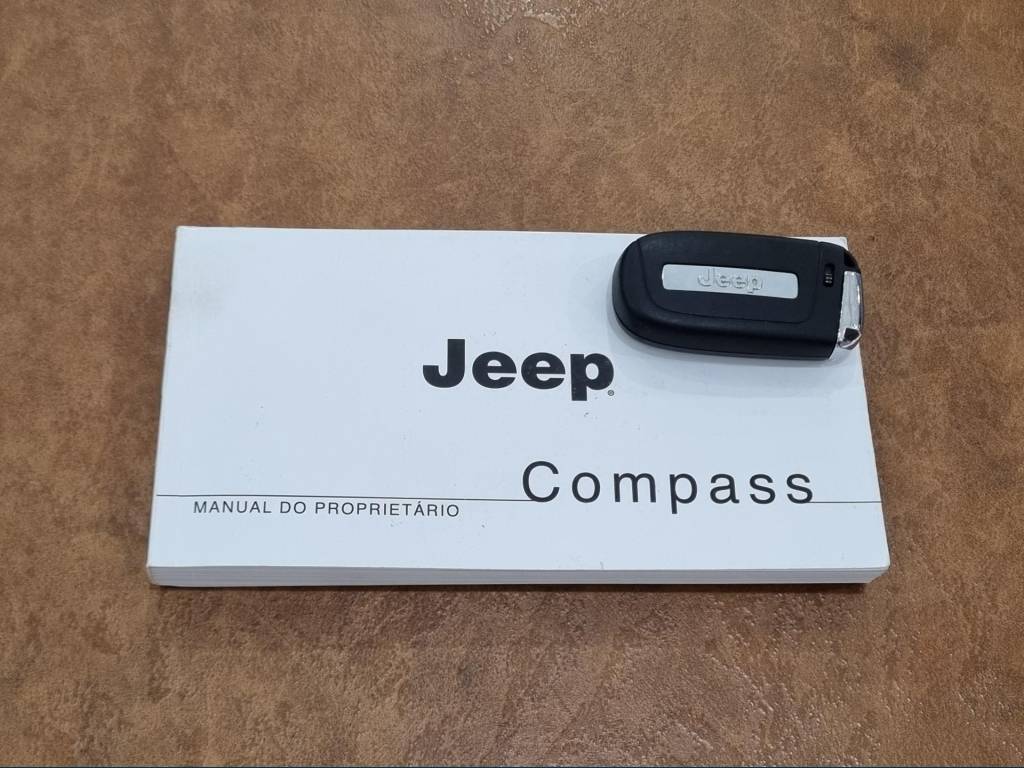 Jeep
Jeep®
Compass
MANUAL DO PROPRIETÁRIO